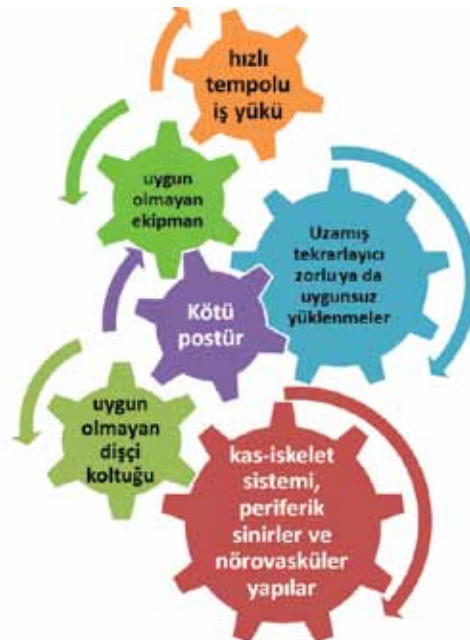 hızlı
tempolu
iş yükü
uygun
olmayan
ekipman
Uzamış
tekrarlayıcı
zorlu ya da
uygunsuz
yüklenmeler
Kötü
postür
uygun
olmayan
dişçi
koltuğu
kas-iskelet
sistemi,
periferik
sinirler ve
nörovasküler
yapılar